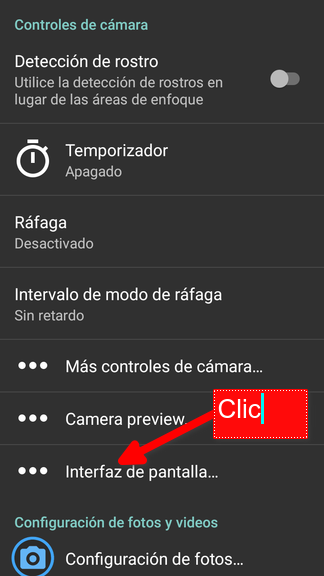 Controles de cámara
Detección de rostro
Utilice la detección de rostros en
lugar de las áreas de enfoque
Temporizador
Apagado
Ráfaga
Desactivado
Intervalo de modo de ráfaga
Sin retardo
Más controles de cámara...
Camera preview.
Clic
Interfaz de pantalla...
Configuración de fotos y videos
Configuración de fotos...